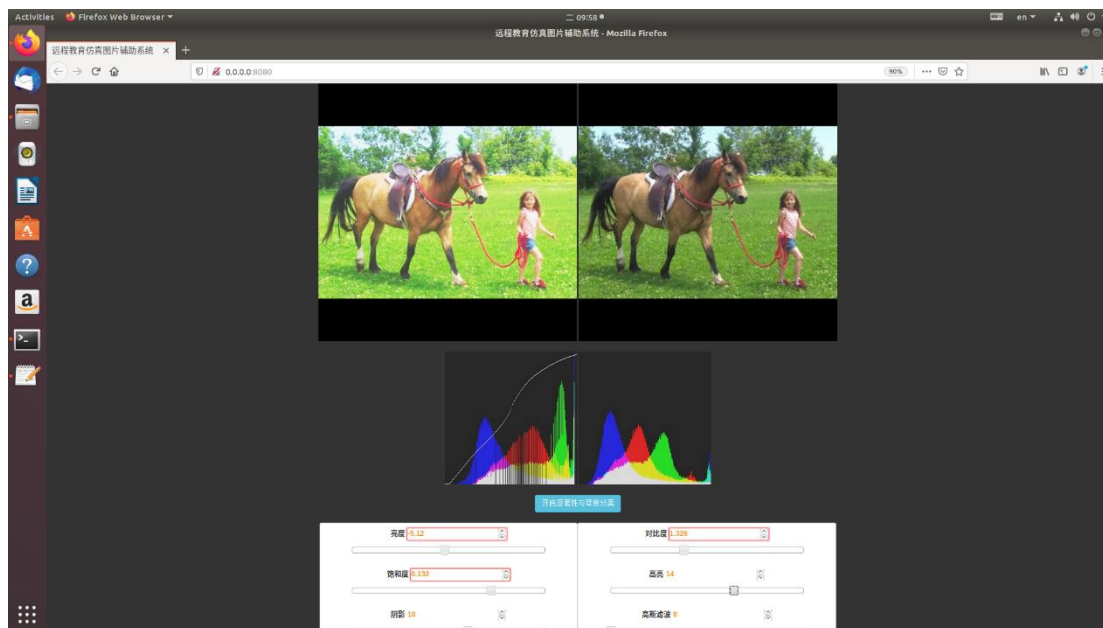 Activities Firefox Web Browser
二 09:58
en
远程教育仿真图片辅助系统 - Mozilla Firefox
远程教育仿真图片辅助系统
0.0.0.0:8080
90%
开启显著性与背景分离
亮度 -5.12
对比度 1.326
饱和度 0.132
高亮 14
阴影 10
高斯滤波 0